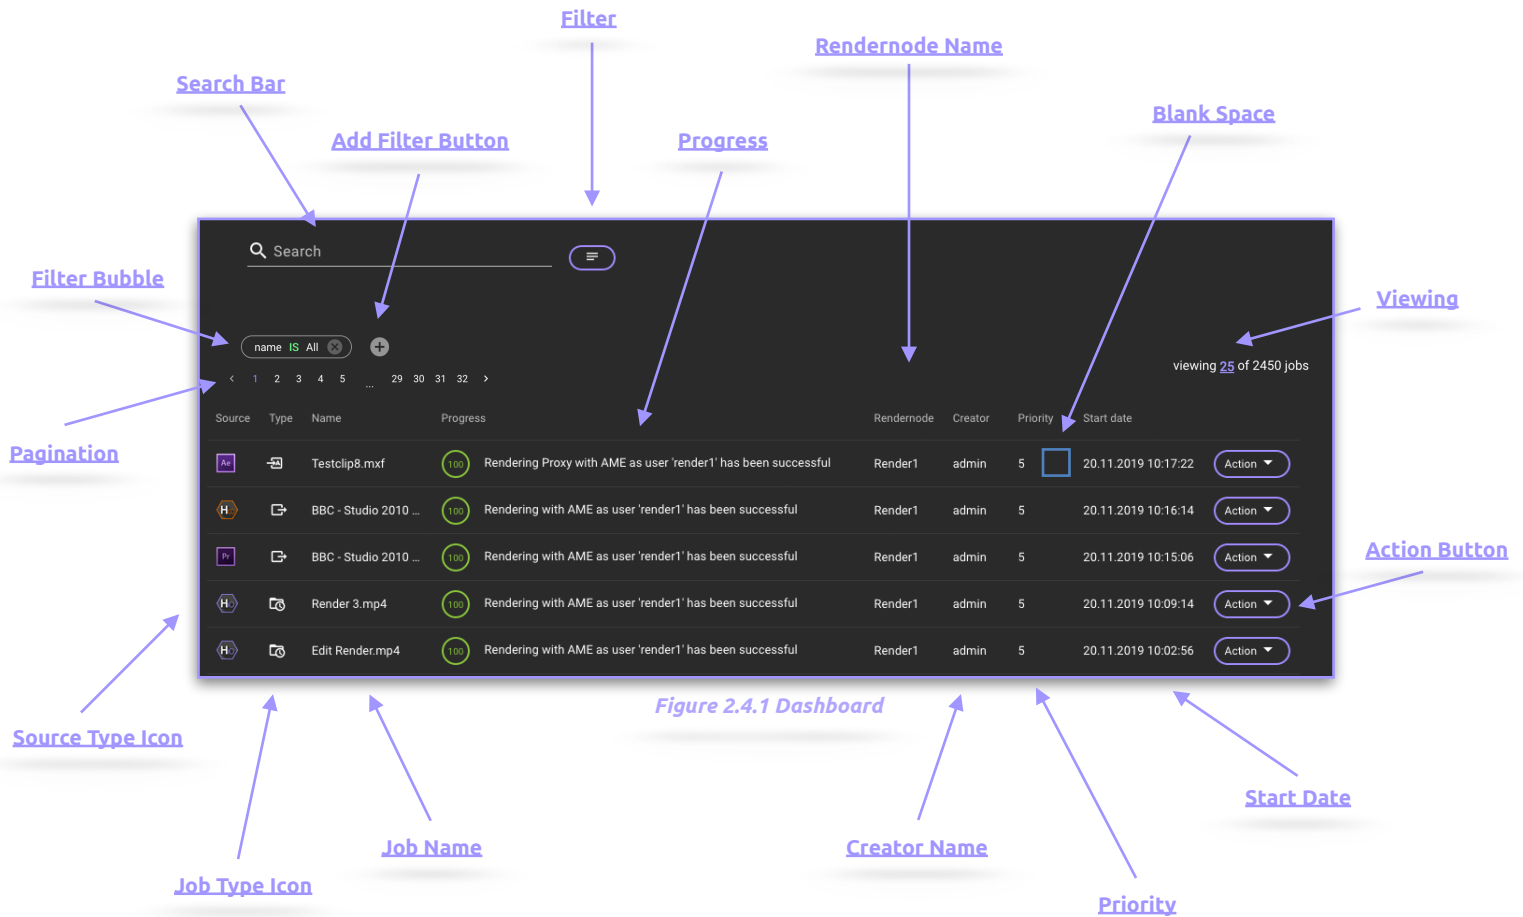 Filter
Rendernode Name
Search Bar
Blank Space
Add Filter Button
Progress
Search
Filter Bubble
Viewing
name IS All
viewing 25 of 2450 jobs
1 2 3 4 5 ... 29 30 31 32
Source Type Name Progress Rendernode Creator Priority Start date
Pagination
Ae Testclip8.mxf 100 Rendering Proxy with AME as user 'render1' has been successful Render1 admin 5 20.11.2019 10:17:22 Action
BBC - Studio 2010 ... 100 Rendering with AME as user 'render1' has been successful Render1 admin 5 20.11.2019 10:16:14 Action
Pr BBC - Studio 2010 ... 100 Rendering with AME as user 'render1' has been successful Render1 admin 5 20.11.2019 10:15:06 Action
Action Button
Render 3.mp4 100 Rendering with AME as user 'render1' has been successful Render1 admin 5 20.11.2019 10:09:14 Action
Edit Render.mp4 100 Rendering with AME as user 'render1' has been successful Render1 admin 5 20.11.2019 10:02:56 Action
Figure 2.4.1 Dashboard
Source Type Icon
Start Date
Job Name
Creator Name
Job Type Icon
Priority